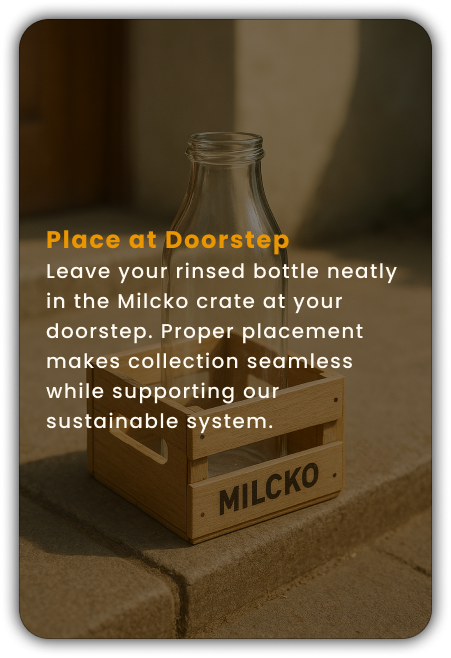 Place at Doorstep
Leave your rinsed bottle neatly
in the Milcko crate at your
doorstep. Proper placement
makes collection seamless
while supporting our
sustainable system.
MILCKO